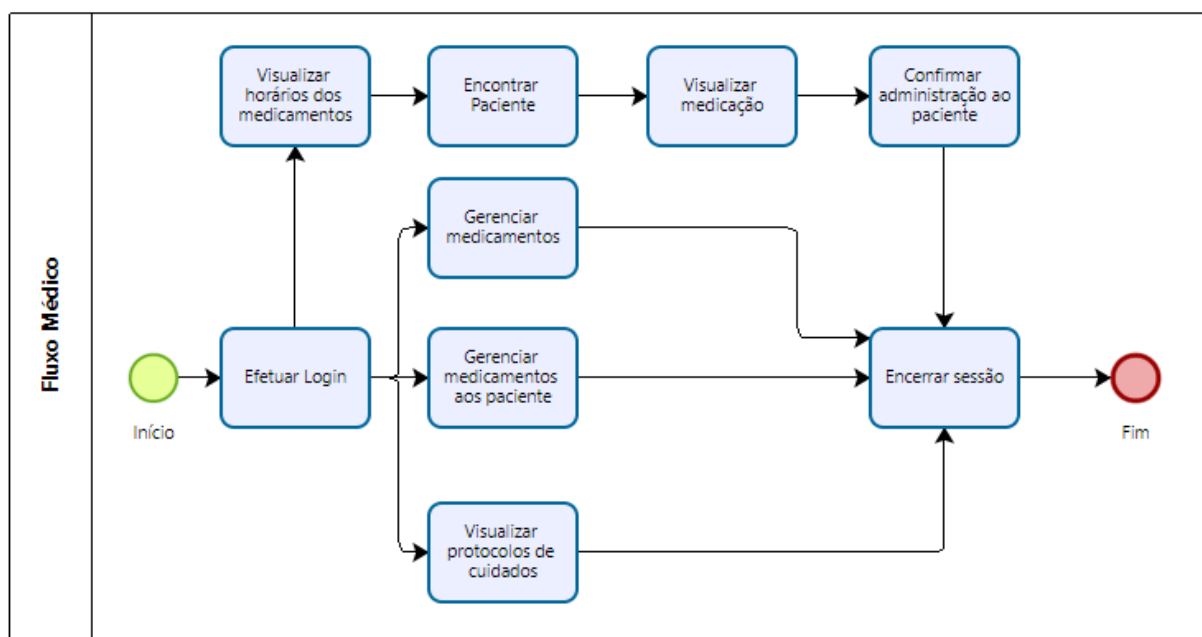 Fluxo Médico
Visualizar
horários dos
medicamentos
Encontrar
Paciente
Visualizar
medicação
Confirmar
administração ao
paciente
Gerenciar
medicamentos
Início
Efetuar Login
Gerenciar
medicamentos
aos paciente
Encerrar sessão
Fim
Visualizar
protocolos de
cuidados